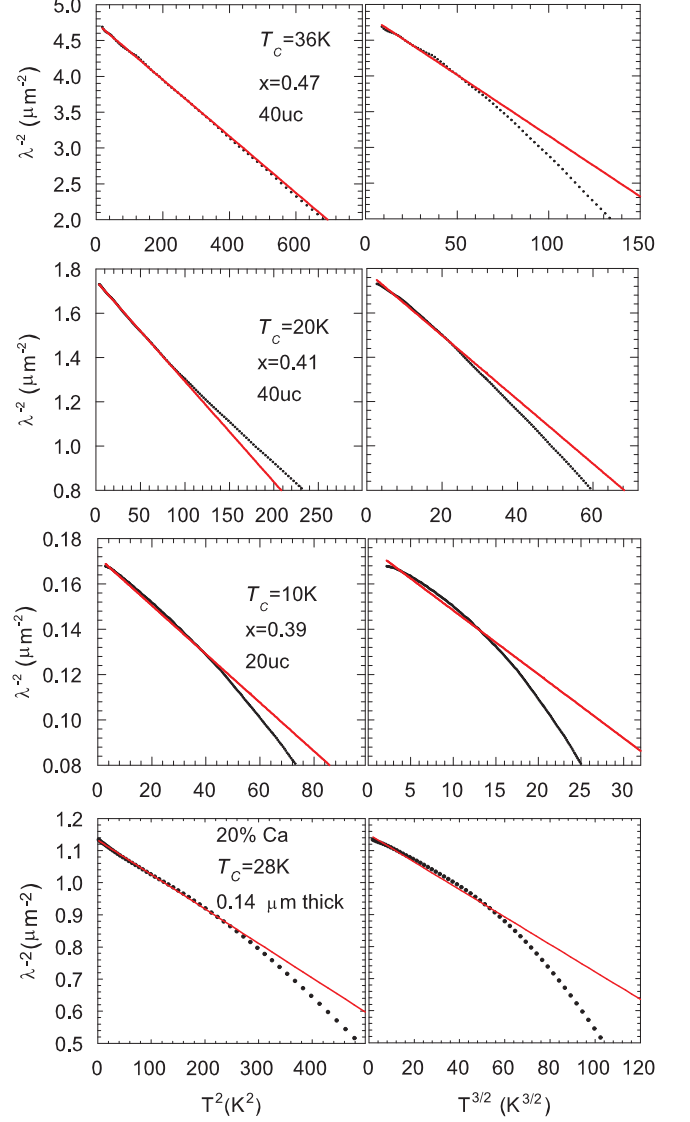 5.0
4.5
4.0
3.5
3.0
2.5
2.0
λ⁻² (μm⁻²)
T_C=36K
x=0.47
40uc
0 200 400 600
0 50 100 150
1.8
1.6
1.4
1.2
1.0
0.8
λ⁻² (μm⁻²)
T_C=20K
x=0.41
40uc
0 50 100 150 200 250
0 20 40 60
0.18
0.16
0.14
0.12
0.10
0.08
λ⁻² (μm⁻²)
T_C=10K
x=0.39
20uc
0 20 40 60 80
0 5 10 15 20 25 30
1.2
1.1
1.0
0.9
0.8
0.7
0.6
0.5
λ⁻²(μm⁻²)
20% Ca
T_C=28K
0.14 μm thick
0 100 200 300 400
0 20 40 60 80 100 120
T²(K²)
T³/² (K³/²)